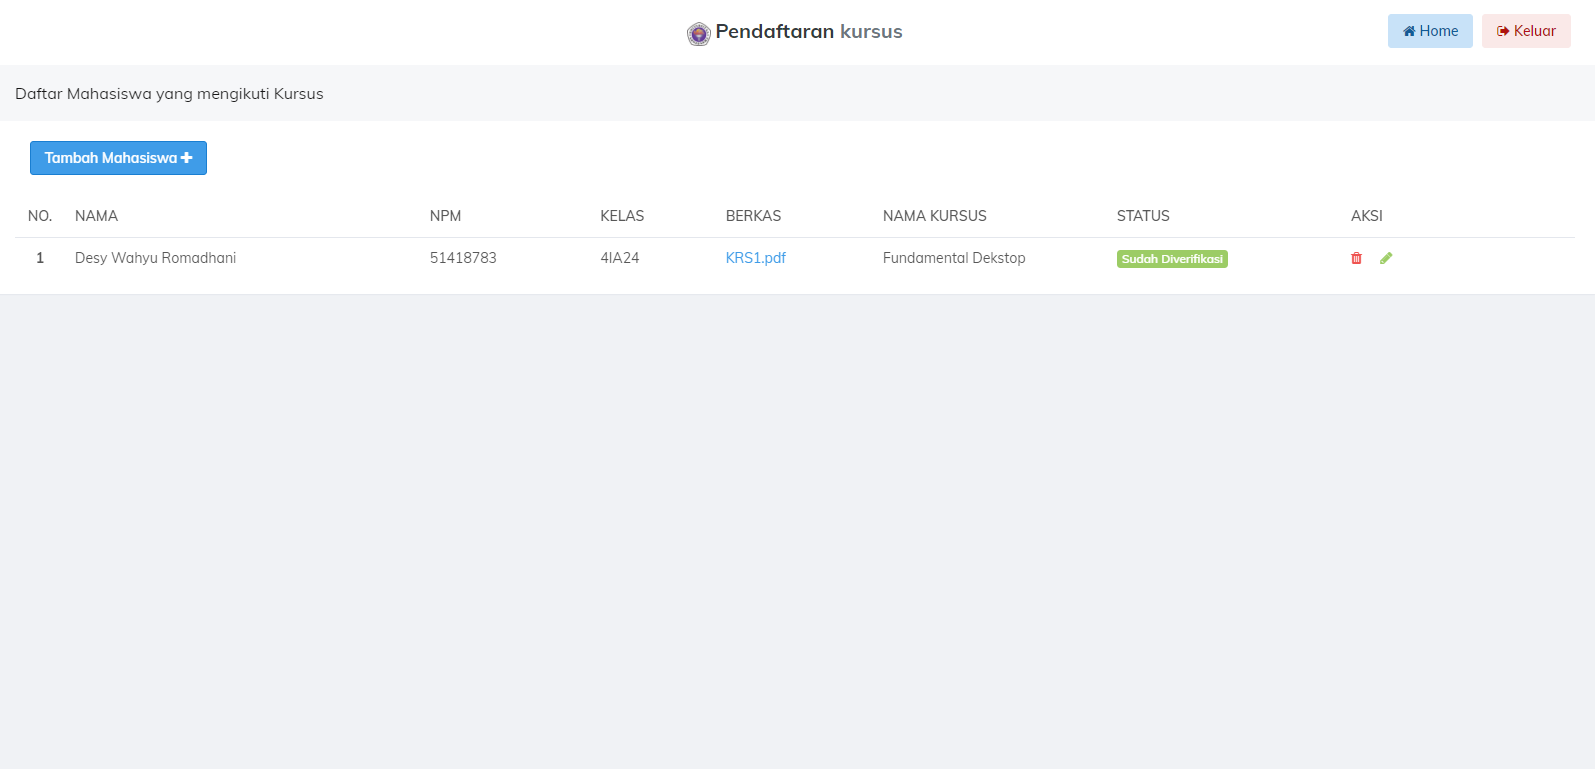 Pendaftaran kursus
Home
Keluar
Daftar Mahasiswa yang mengikuti Kursus
Tambah Mahasiswa
NO. NAMA NPM KELAS BERKAS NAMA KURSUS STATUS AKSI
1 Desy Wahyu Romadhani 51418783 4IA24 KRS1.pdf Fundamental Dekstop Sudah Diverifikasi